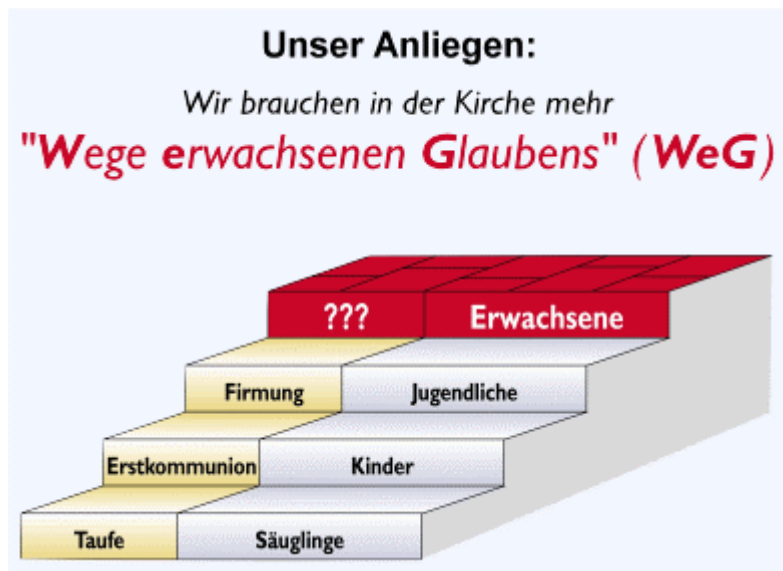 Unser Anliegen:
Wir brauchen in der Kirche mehr
"Wege erwachsenen Glaubens" (WeG)
??? Erwachsene
Firmung Jugendliche
Erstkommunion Kinder
Taufe Säuglinge